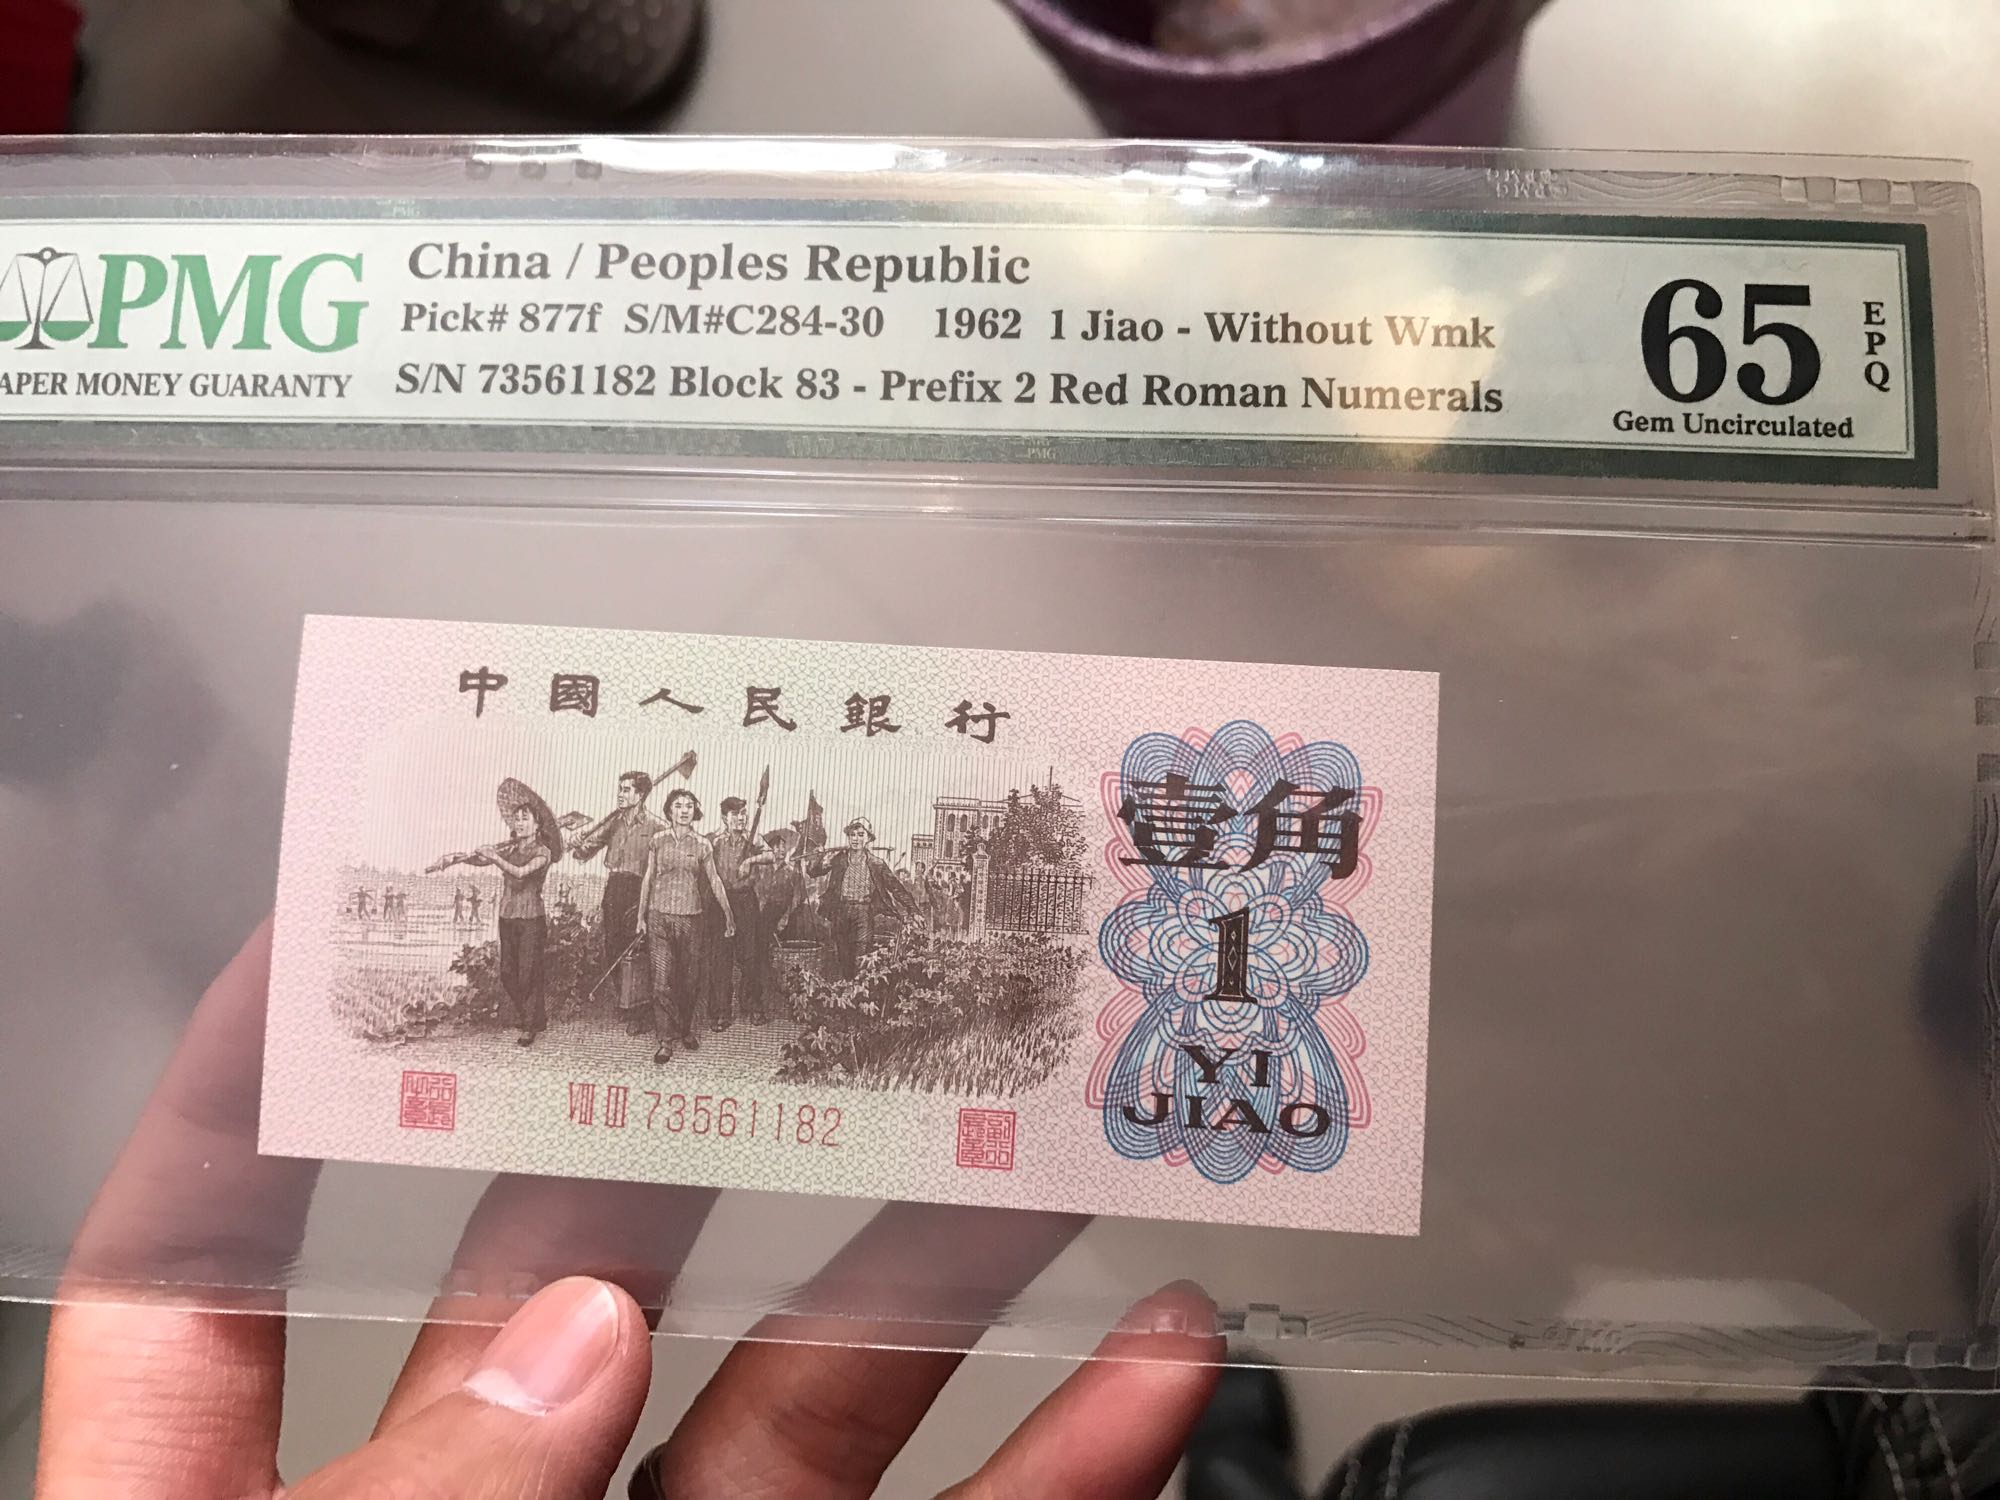 PMG
APER MONEY GUARANTY
China / Peoples Republic
Pick# 877f S/M#C284-30 1962 1 Jiao - Without Wmk
S/N 73561182 Block 83 - Prefix 2 Red Roman Numerals
65
EPQ
Gem Uncirculated
中國人民銀行
壹角
1
YI
JIAO
VIII III 73561182